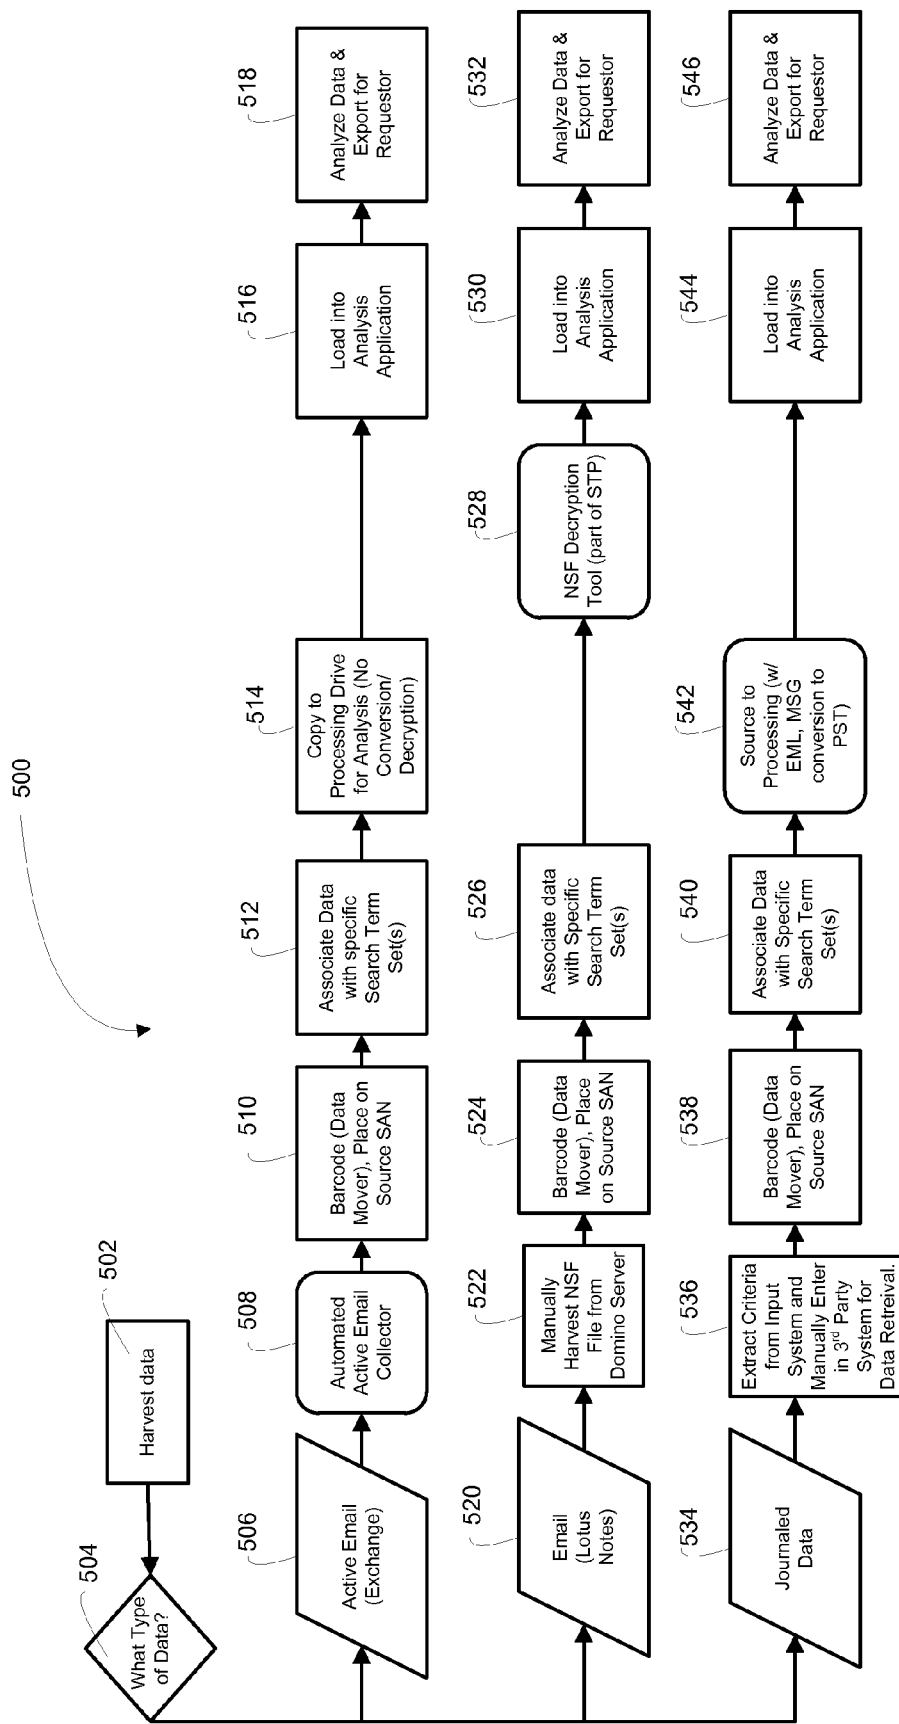 500
502
Harvest data
504
What Type
of Data?
506
Active Email
(Exchange)
508
Automated
Active Email
Collector
510
Barcode (Data
Mover), Place on
Source SAN
512
Associate Data
with specific
Search Term
Set(s)
514
Copy to
Processing Drive
for Analysis (No
Conversion/
Decryption)
516
Load into
Analysis
Application
518
Analyze Data &
Export for
Requestor
520
Email
(Lotus
Notes)
522
Manually
Harvest NSF
File from
Domino Server
524
Barcode (Data
Mover), Place
on Source SAN
526
Associate data
with Specific
Search Term
Set(s)
528
NSF Decryption
Tool (part of STP)
530
Load into
Analysis
Application
532
Analyze Data &
Export for
Requestor
534
Journaled
Data
536
Extract Criteria
from Input
System and
Manually Enter
in 3rd Party
System for
Data Retreival.
538
Barcode (Data
Mover), Place on
Source SAN
540
Associate Data
with Specific
Search Term
Set(s)
542
Source to
Processing (w/
EML, MSG
conversion to
PST)
544
Load into
Analysis
Application
546
Analyze Data &
Export for
Requestor